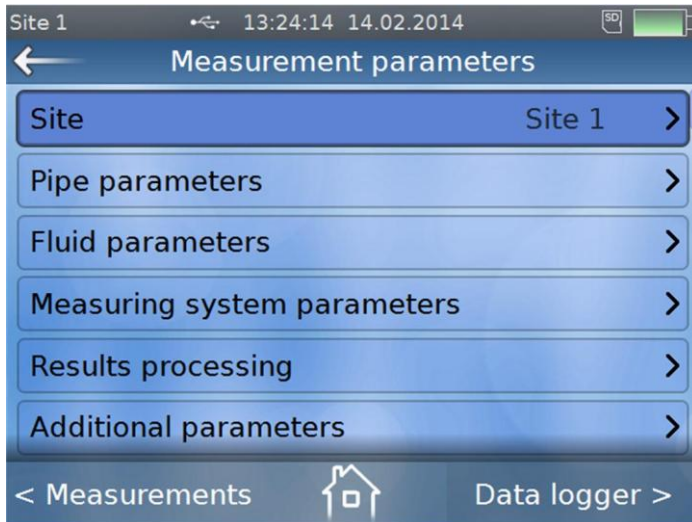 Site 1 13:24:14 14.02.2014 SD
Measurement parameters
Site Site 1 >
Pipe parameters >
Fluid parameters >
Measuring system parameters >
Results processing >
Additional parameters >
< Measurements Data logger >